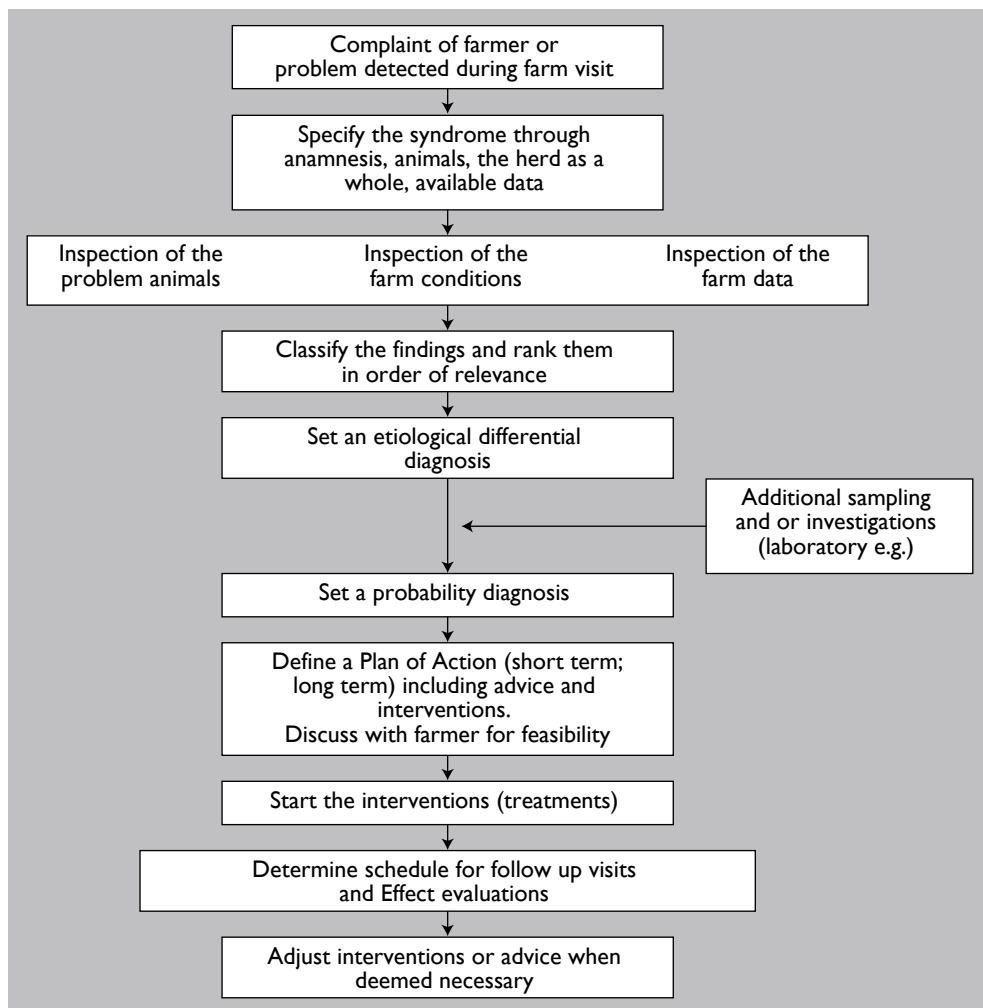 Complaint of farmer or
problem detected during farm visit
Specify the syndrome through
anamnesis, animals, the herd as a
whole, available data
Inspection of the
problem animals
Inspection of the
farm conditions
Inspection of the
farm data
Classify the findings and rank them
in order of relevance
Set an etiological differential
diagnosis
Additional sampling
and or investigations
(laboratory e.g.)
Set a probability diagnosis
Define a Plan of Action (short term;
long term) including advice and
interventions.
Discuss with farmer for feasibility
Start the interventions (treatments)
Determine schedule for follow up visits
and Effect evaluations
Adjust interventions or advice when
deemed necessary